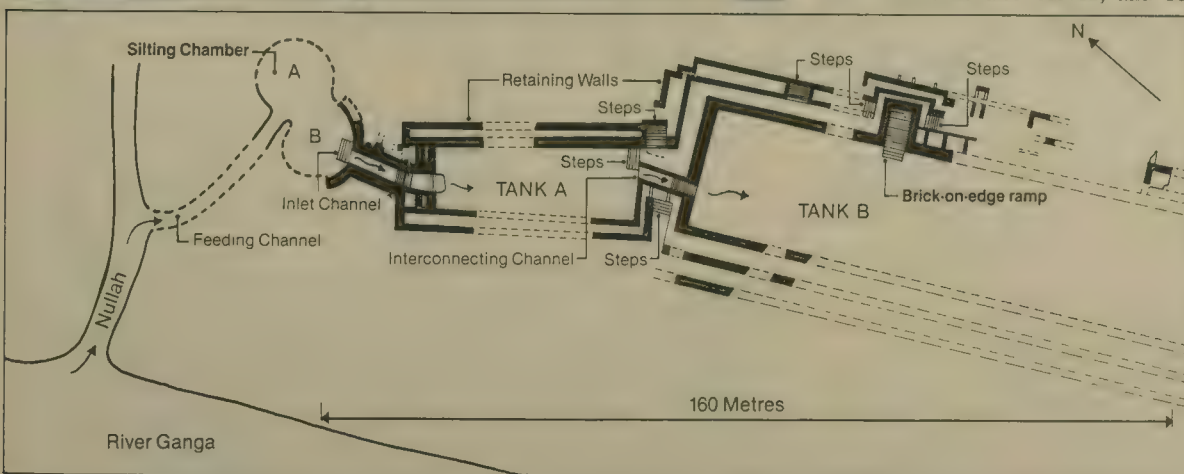 N
Silting Chamber
A
Steps
Steps
Retaining Walls
Steps
B
Steps
Inlet Channel
TANK A
TANK B
Brick-on-edge ramp
Feeding Channel
Interconnecting Channel
Steps
Nullah
160 Metres
River Ganga